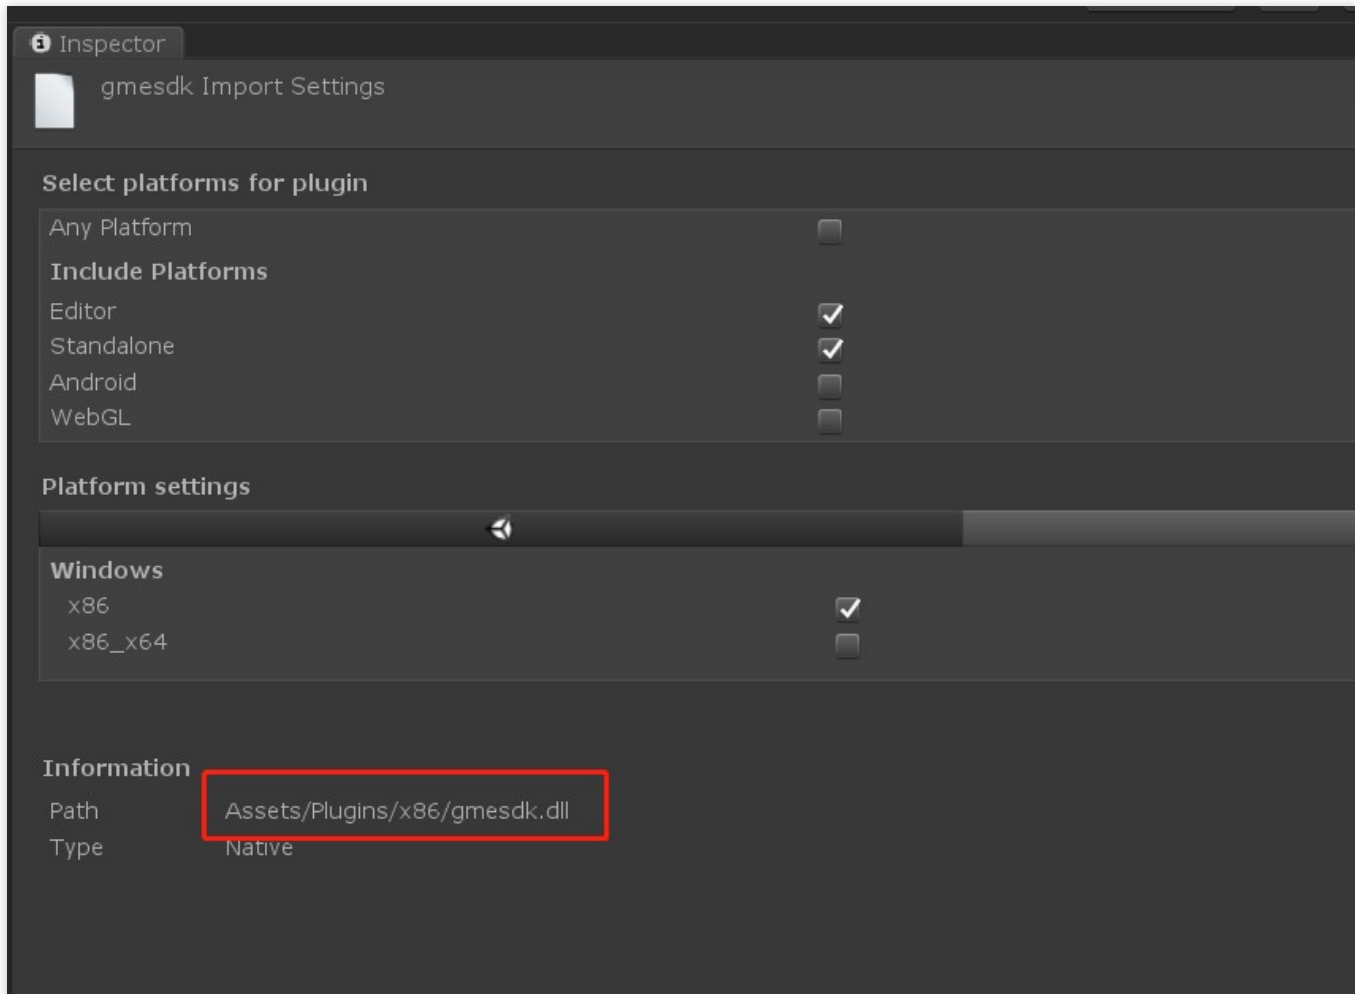 Inspector
gmesdk Import Settings
Select platforms for plugin
Any Platform
Include Platforms
Editor
Standalone
Android
WebGL
Platform settings
Windows
x86
x86_x64
Information
Path Assets/Plugins/x86/gmesdk.dll
Type Native